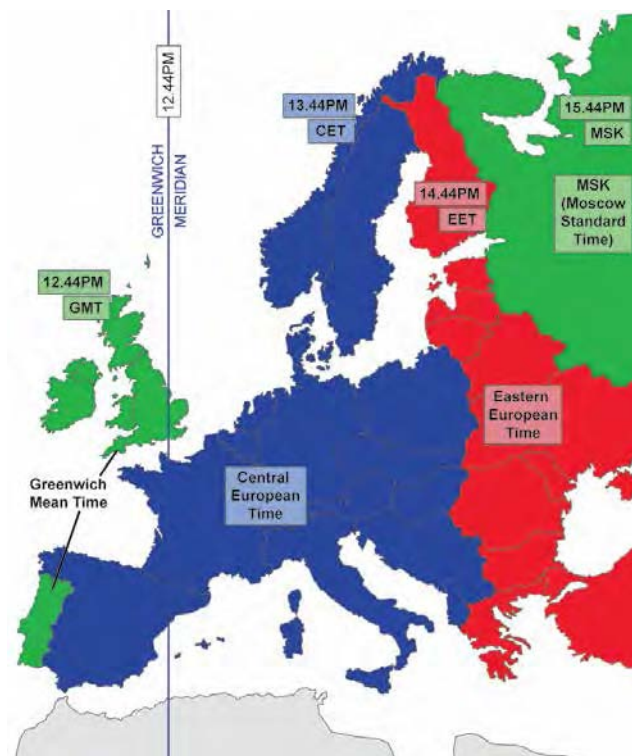 12.44PM
GREENWICH
MERIDIAN
13.44PM
CET
15.44PM
MSK
MSK
(Moscow
Standard
Time)
14.44PM
EET
12.44PM
GMT
Eastern
European
Time
Greenwich
Mean Time
Central
European
Time